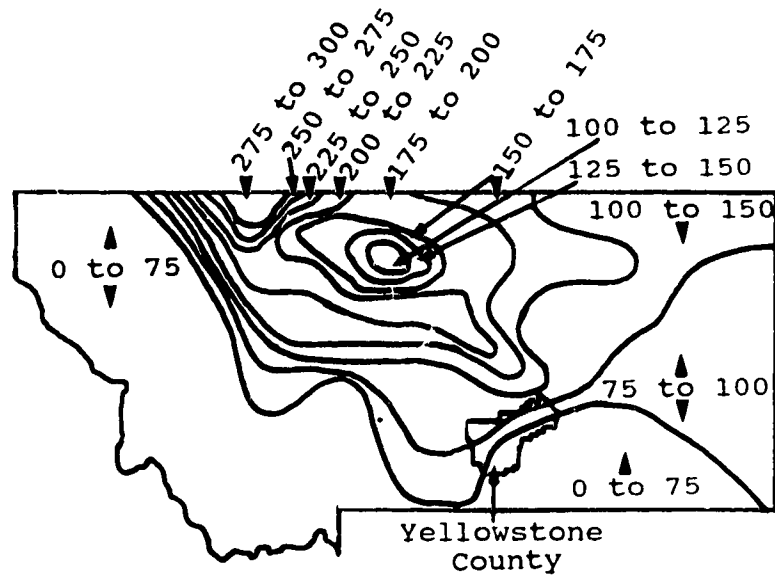 275 to 300
250 to 275
225 to 250
200 to 225
175 to 200
150 to 175
100 to 125
125 to 150
100 to 150
0 to 75
75 to 100
0 to 75
Yellowstone
County